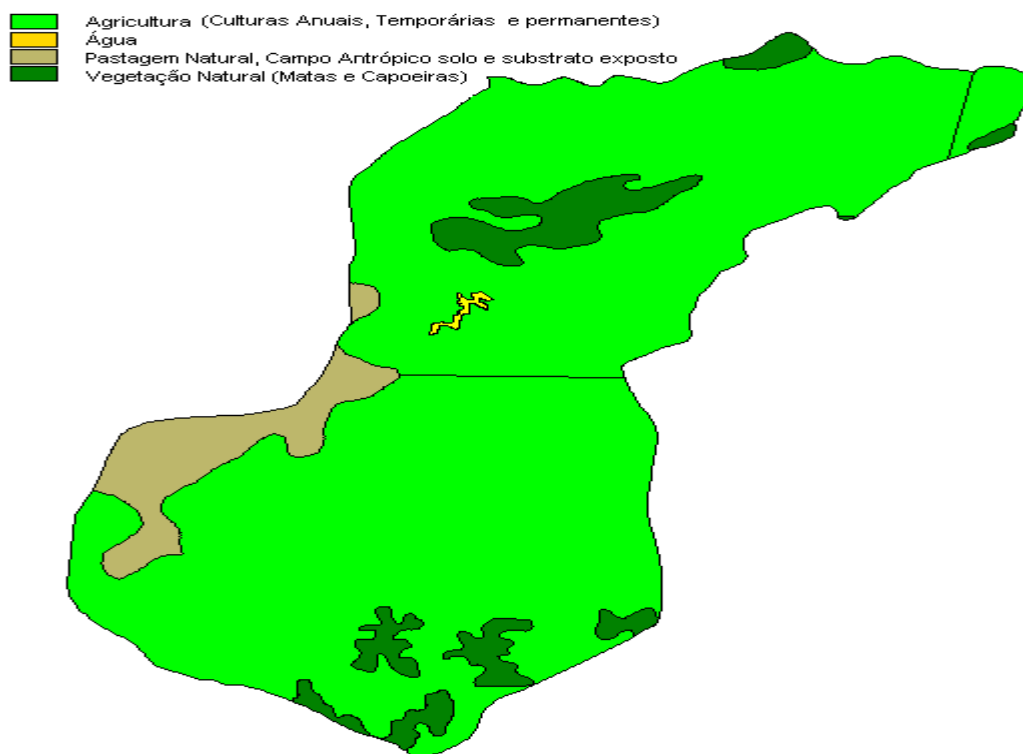 Agricultura (Culturas Anuais, Temporárias e permanentes)
Água
Pastagem Natural, Campo Antrópico solo e substrato exposto
Vegetação Natural (Matas e Capoeiras)